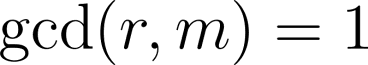 gcd(r, m) = 1